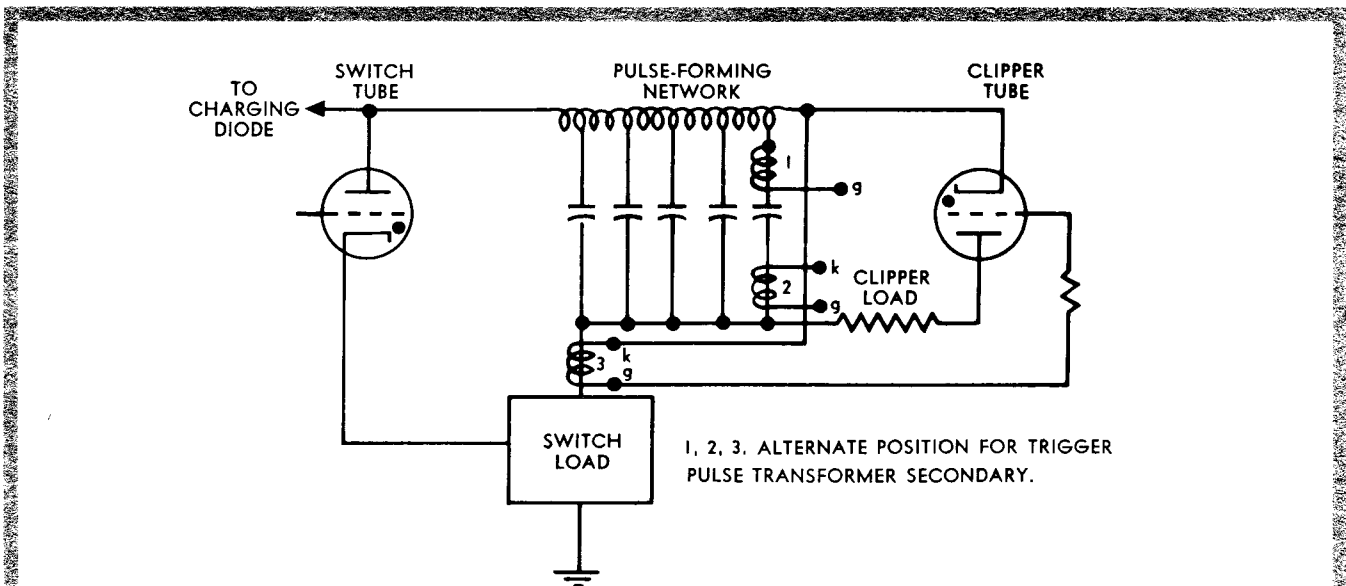 TO
CHARGING
DIODE
SWITCH
TUBE
PULSE-FORMING
NETWORK
CLIPPER
TUBE
1
g
k
2
g
CLIPPER
LOAD
3
k
g
SWITCH
LOAD
1, 2, 3. ALTERNATE POSITION FOR TRIGGER
PULSE TRANSFORMER SECONDARY.